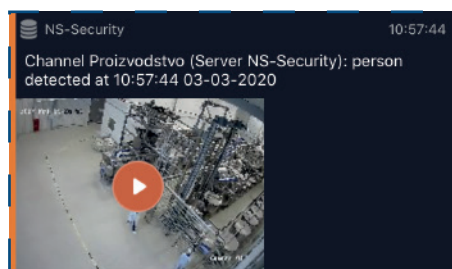 NS-Security 10:57:44
Channel Proizvodstvo (Server NS-Security): person
detected at 10:57:44 03-03-2020